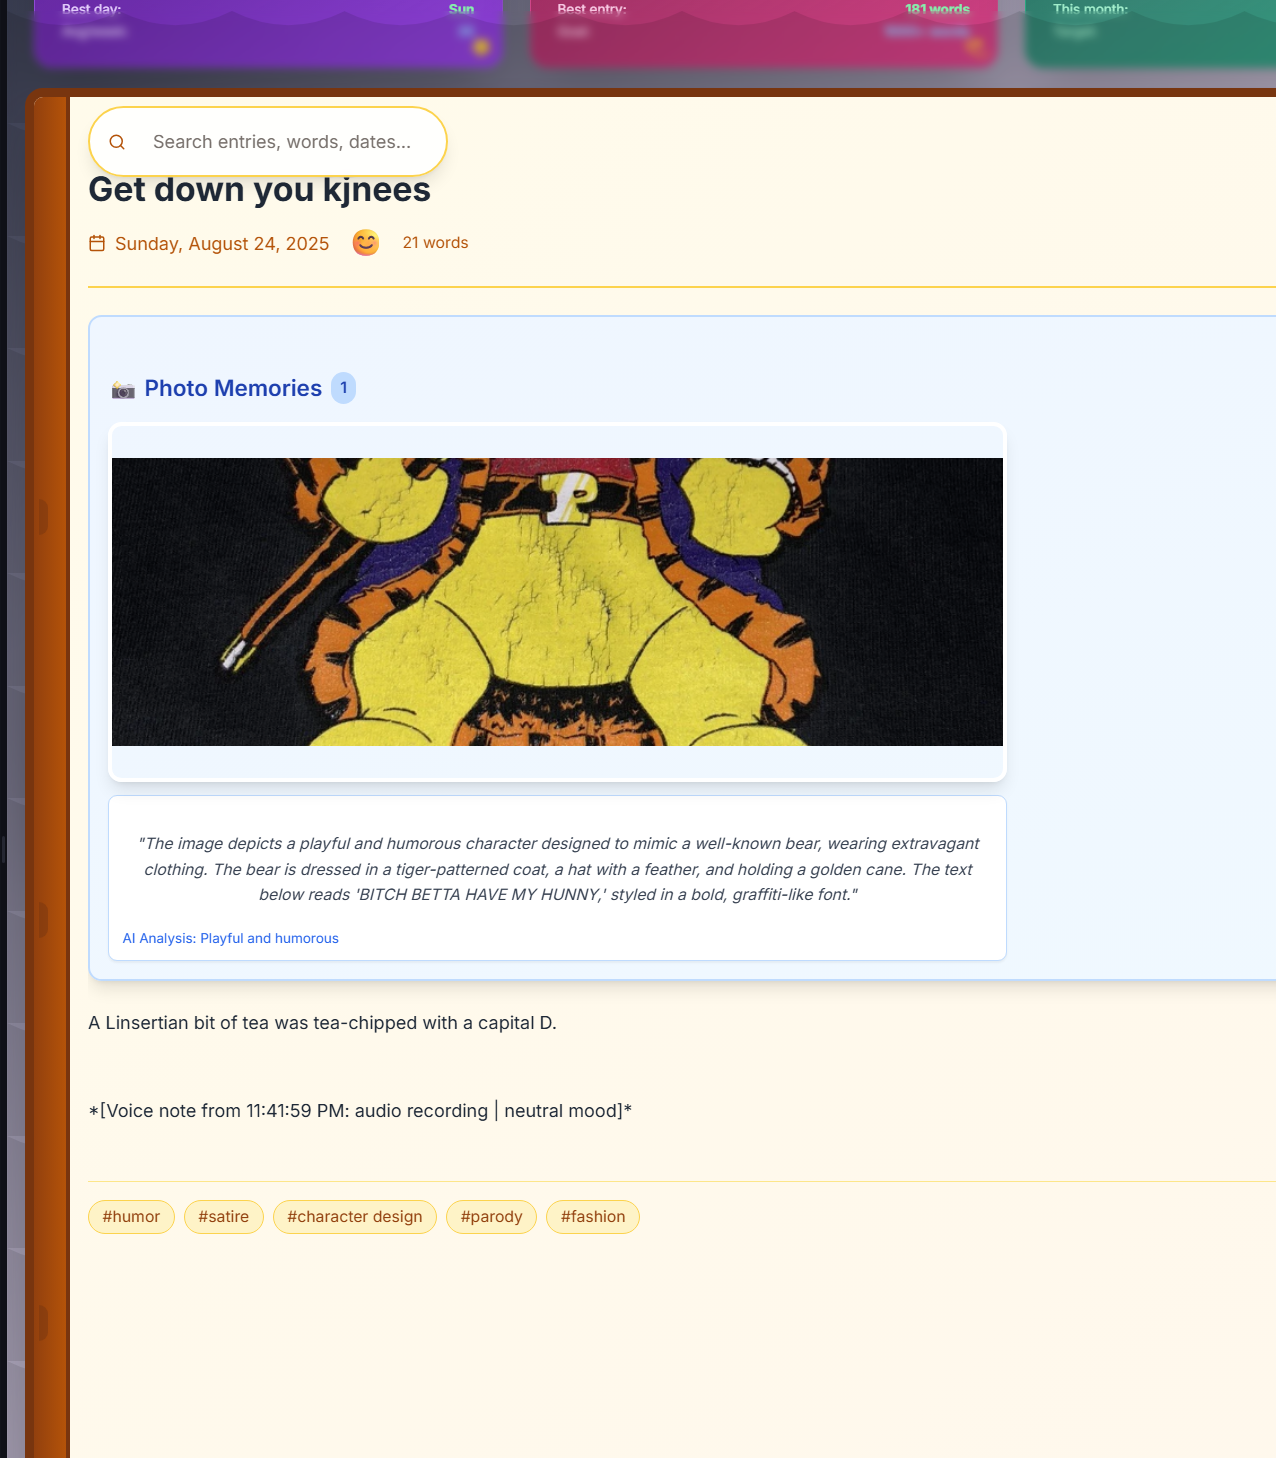 Best day:
Sun
Best entry:
181 words
This month:
Search entries, words, dates...
Get down you kjnees
Sunday, August 24, 2025
21 words
Photo Memories 1
P
"The image depicts a playful and humorous character designed to mimic a well-known bear, wearing extravagant
clothing. The bear is dressed in a tiger-patterned coat, a hat with a feather, and holding a golden cane. The text
below reads 'BITCH BETTA HAVE MY HUNNY,' styled in a bold, graffiti-like font."
AI Analysis: Playful and humorous
A Linsertian bit of tea was tea-chipped with a capital D.
*[Voice note from 11:41:59 PM: audio recording | neutral mood]*
#humor #satire #character design #parody #fashion